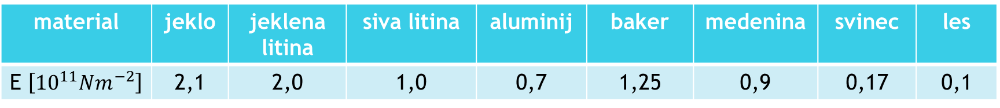 material jeklo jeklena litina siva litina aluminij baker medenina svinec les
E [10¹¹Nm⁻²] 2,1 2,0 1,0 0,7 1,25 0,9 0,17 0,1